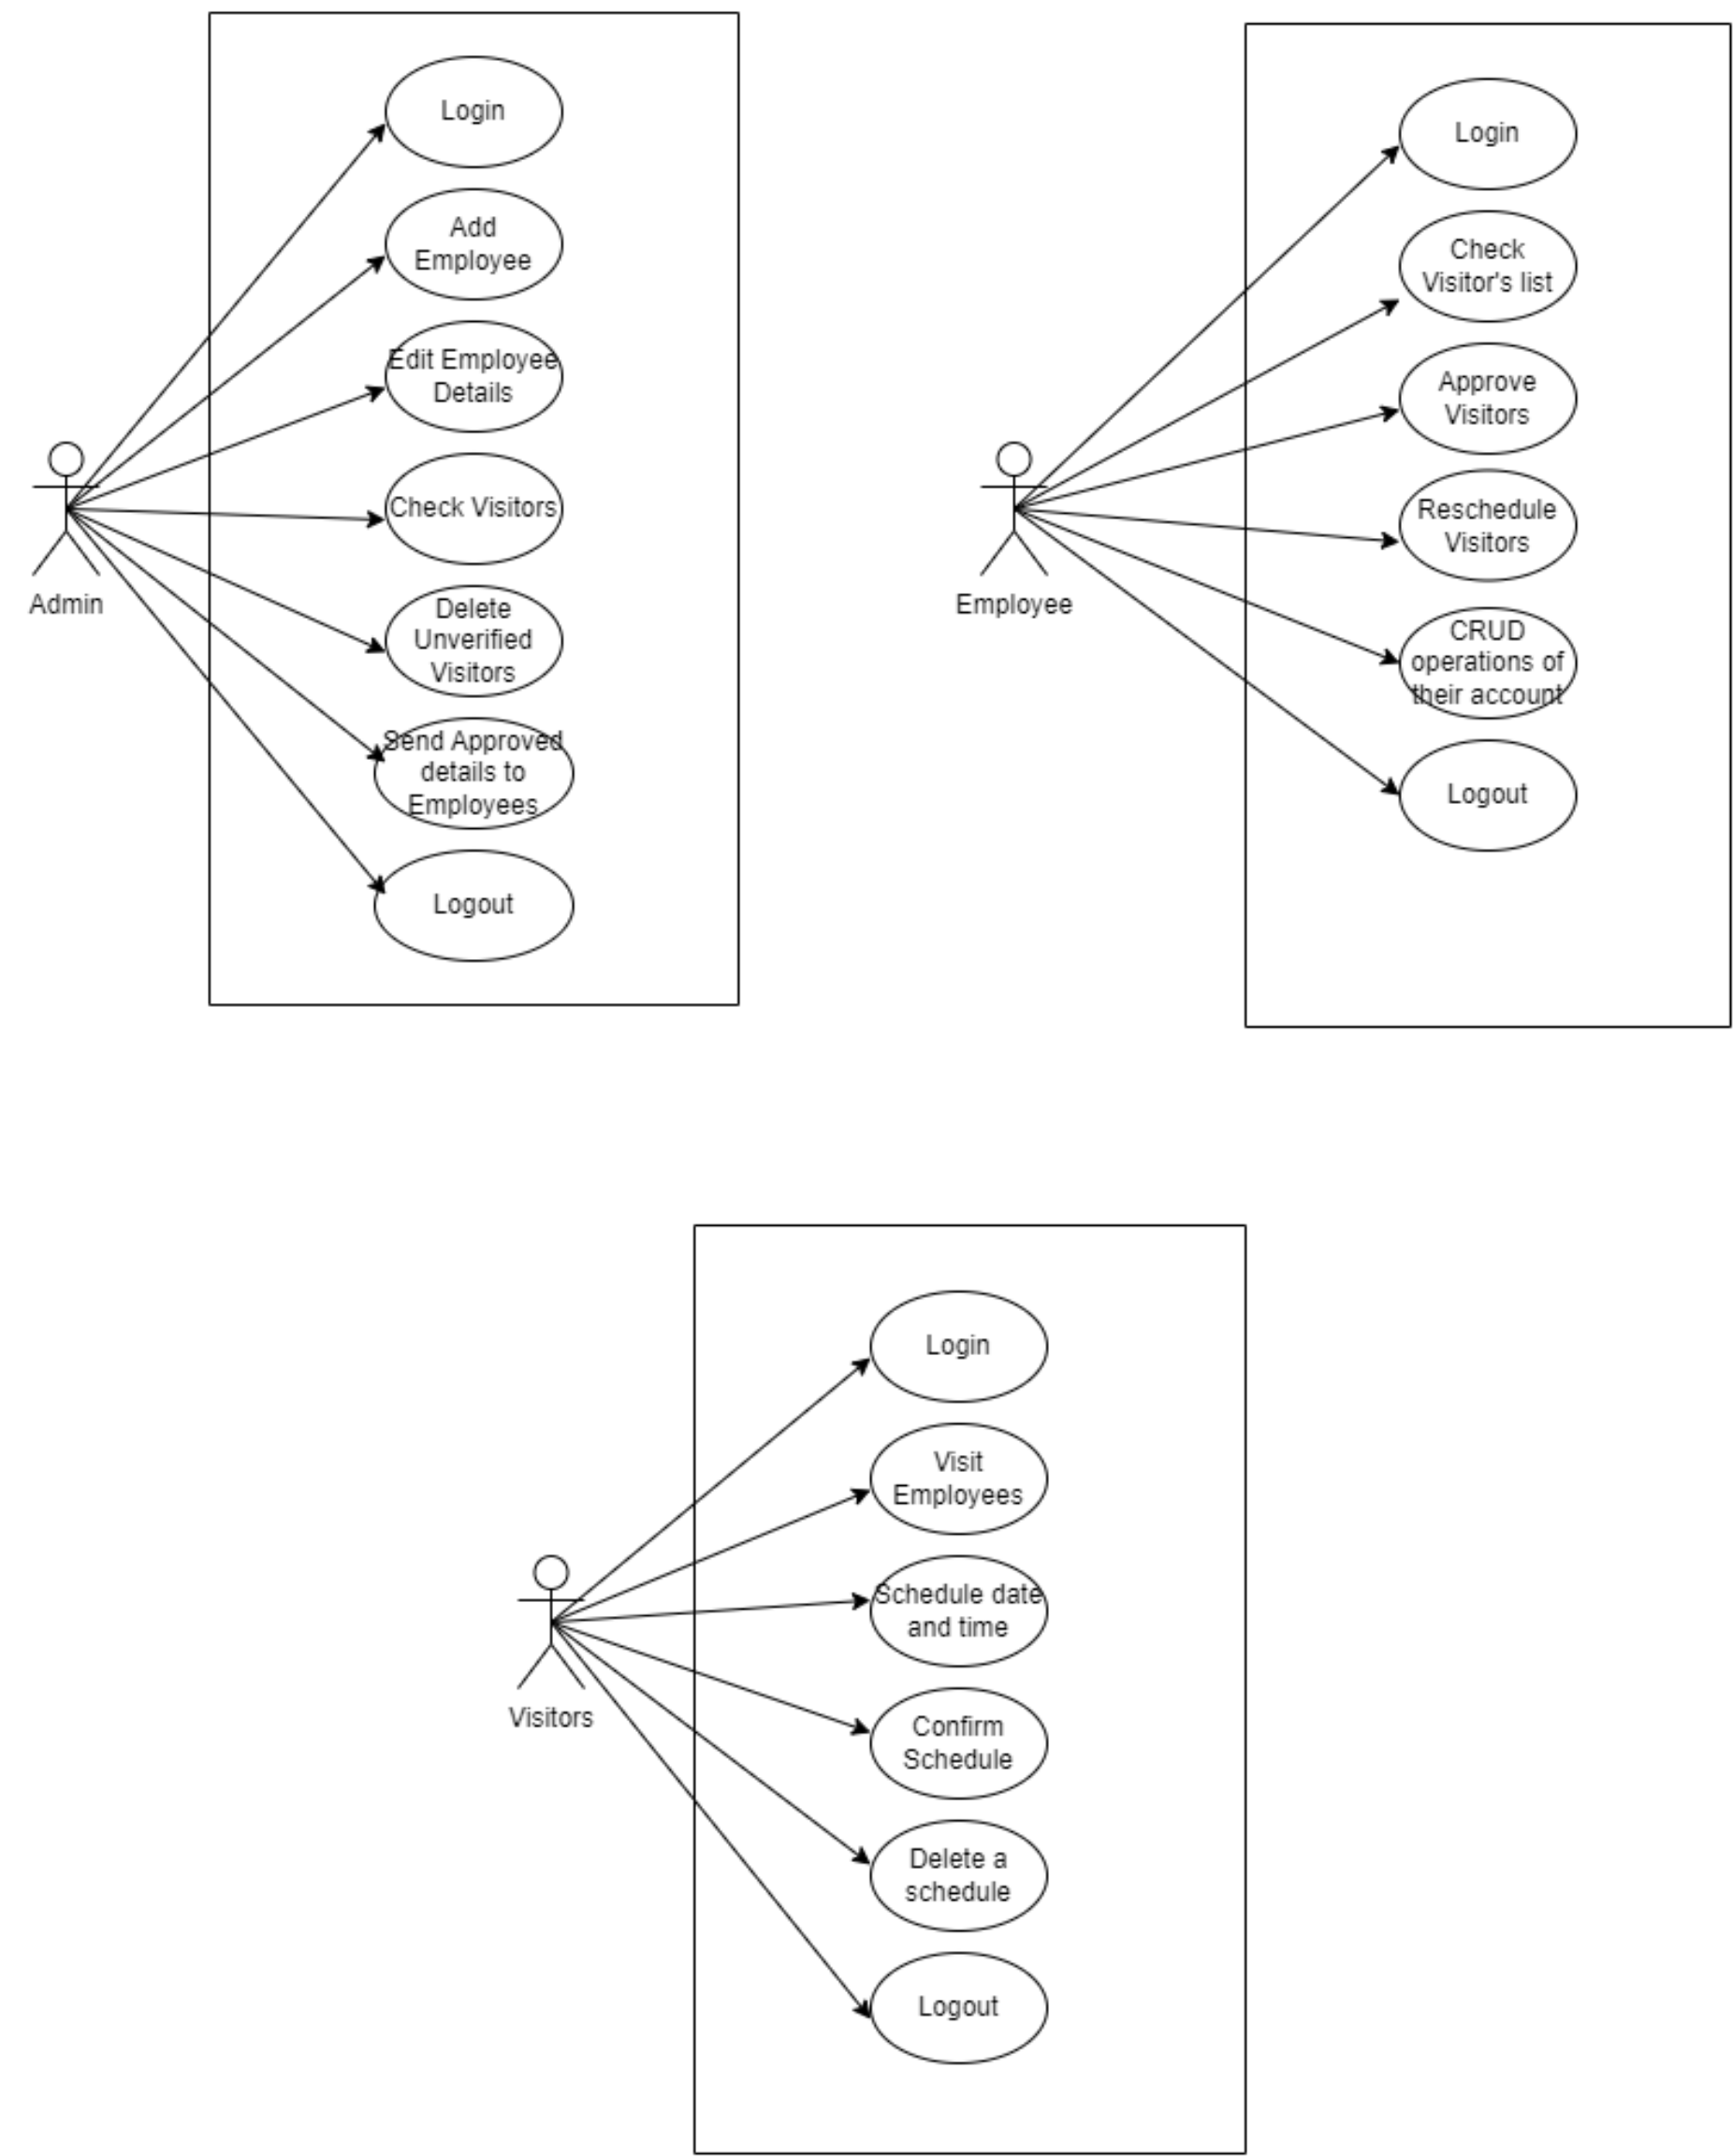 Login
Add
Employee
Edit Employee
Details
Check Visitors
Delete
Unverified
Visitors
Send Approved
details to
Employees
Logout
Admin
Login
Check
Visitor's list
Approve
Visitors
Reschedule
Visitors
CRUD
operations of
their account
Logout
Employee
Login
Visit
Employees
Schedule date
and time
Confirm
Schedule
Delete a
schedule
Logout
Visitors